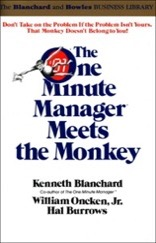 The Blanchard and Bowles BUSINESS LIBRARY
Don't Take on the Problem if the Problem Isn't Yours.
That Monkey Doesn't Belong to You!
The
One
Minute
Manager
Meets the Monkey
Kenneth Blanchard
Co-author of The One Minute Manager
William Oncken, Jr.
Hal Burrows